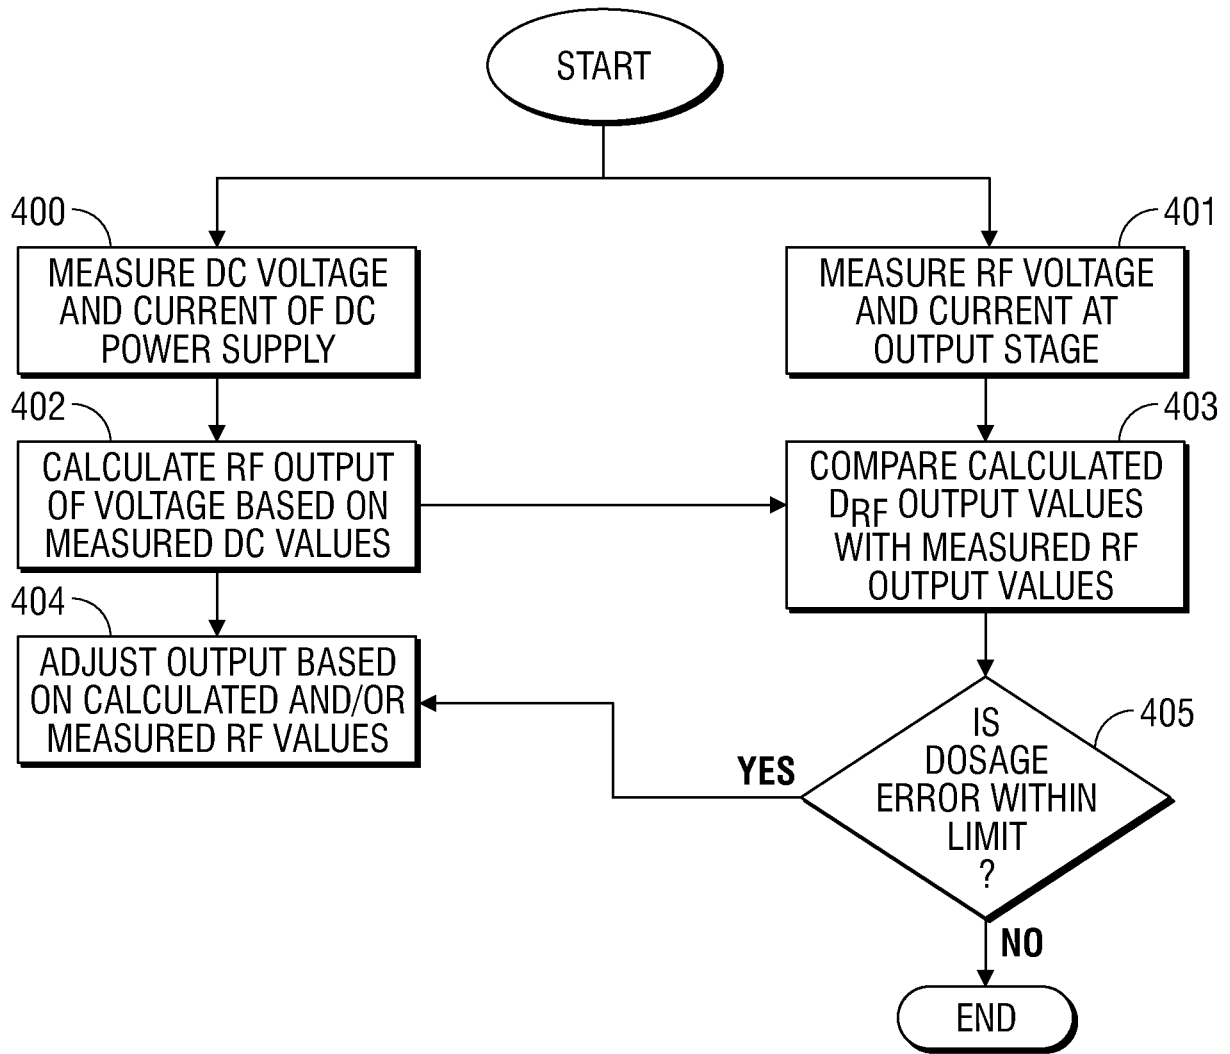 START
400
MEASURE DC VOLTAGE
AND CURRENT OF DC
POWER SUPPLY
401
MEASURE RF VOLTAGE
AND CURRENT AT
OUTPUT STAGE
402
CALCULATE RF OUTPUT
OF VOLTAGE BASED ON
MEASURED DC VALUES
403
COMPARE CALCULATED
DRF OUTPUT VALUES
WITH MEASURED RF
OUTPUT VALUES
404
ADJUST OUTPUT BASED
ON CALCULATED AND/OR
MEASURED RF VALUES
405
IS
DOSAGE
ERROR WITHIN
LIMIT
?
YES
NO
END